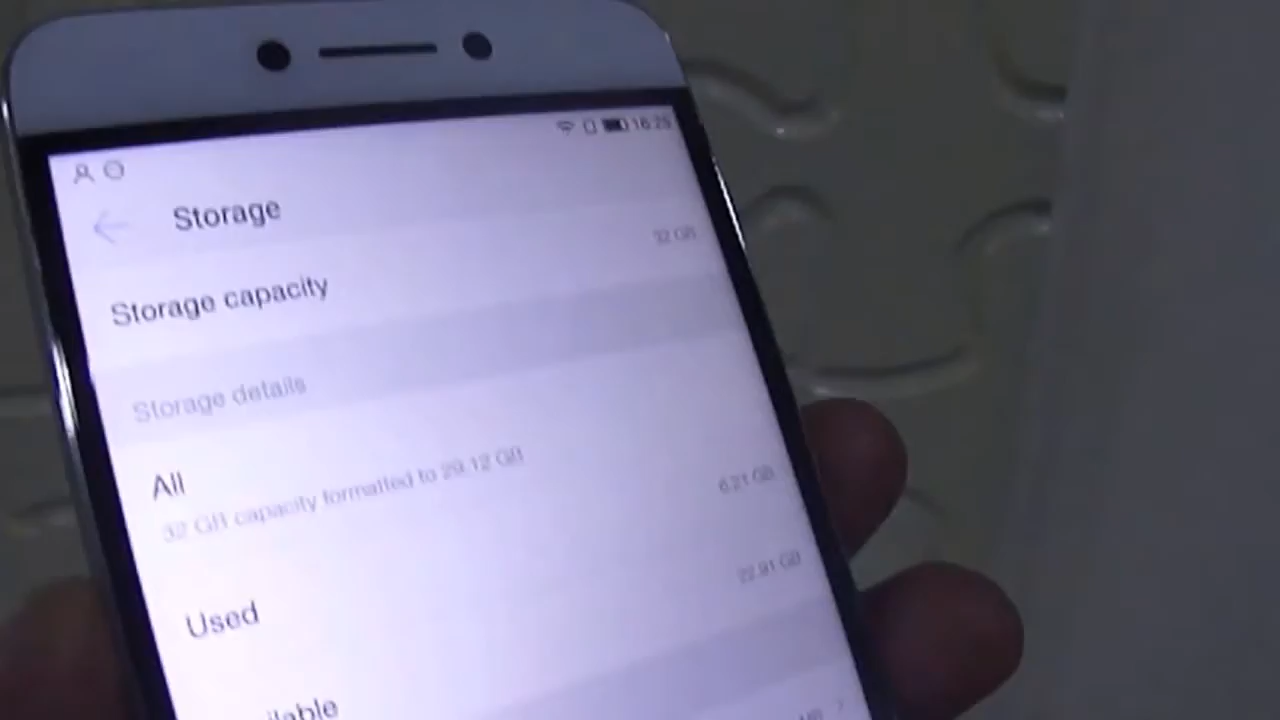 16:25
Storage
Storage capacity
32 GB
Storage details
All
32 GB capacity formatted to 29.12 GB
Used
6.21 GB
22.91 GB